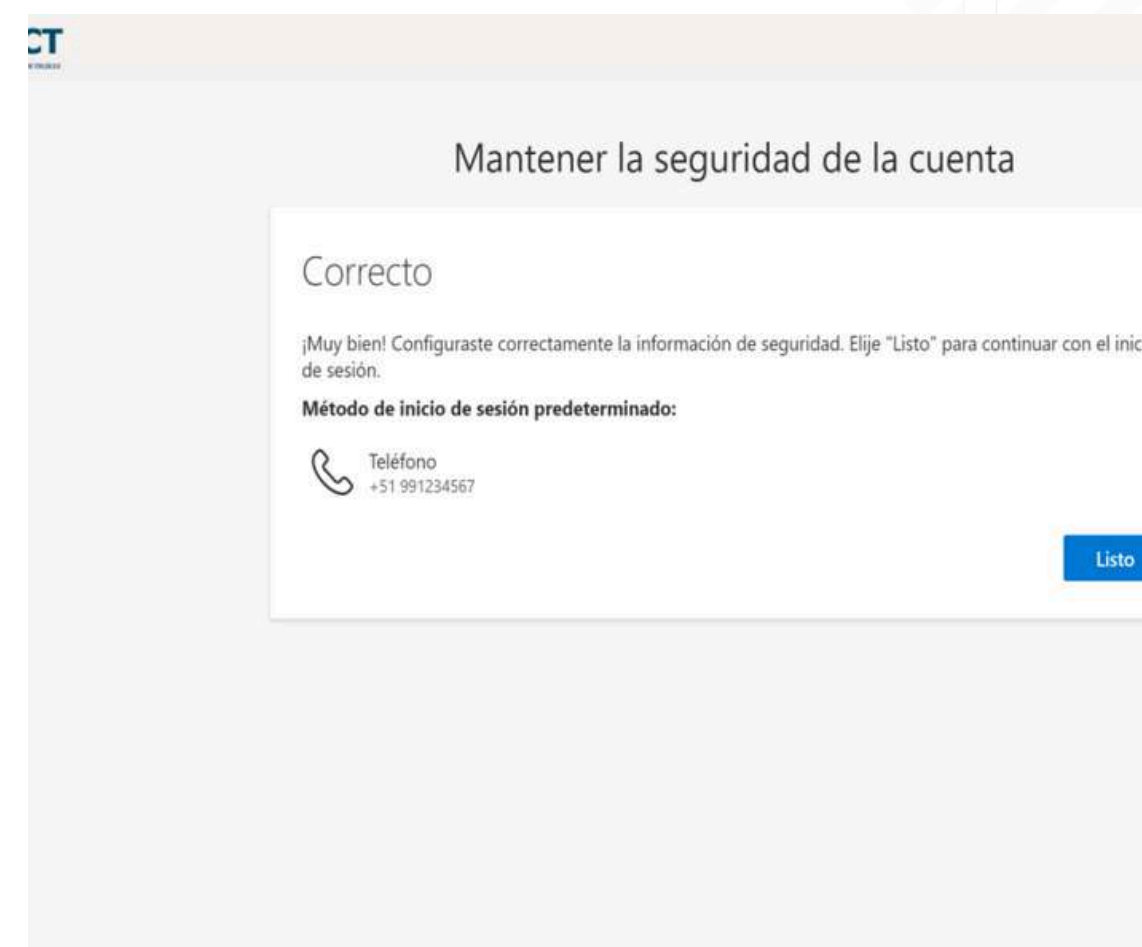 CT
Mantener la seguridad de la cuenta
Correcto
¡Muy bien! Configuraste correctamente la información de seguridad. Elije "Listo" para continuar con el inic
de sesión.
Método de inicio de sesión predeterminado:
Teléfono
+51 991234567
Listo